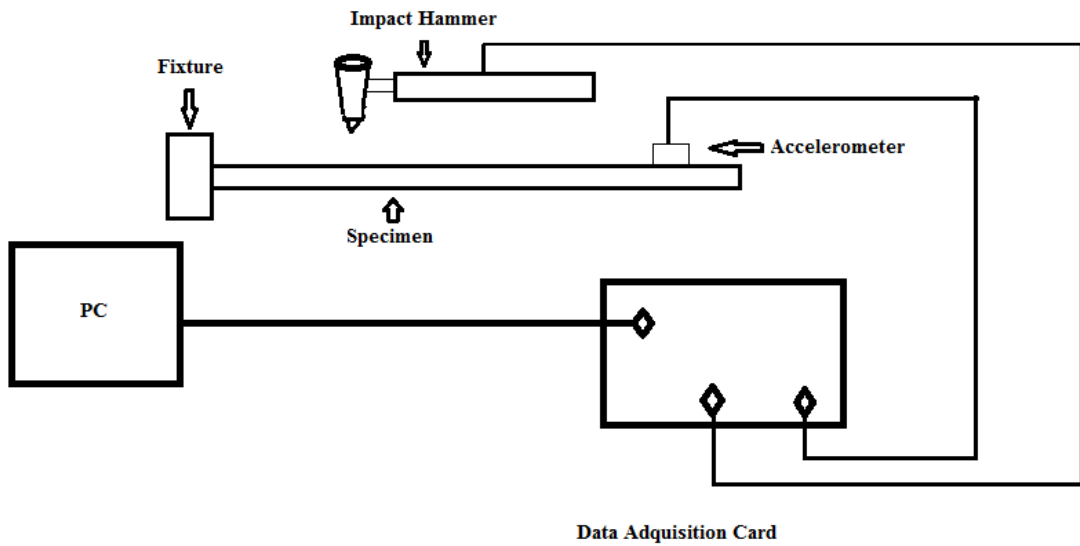 Impact Hammer
Fixture
Accelerometer
Specimen
PC
Data Adquisition Card